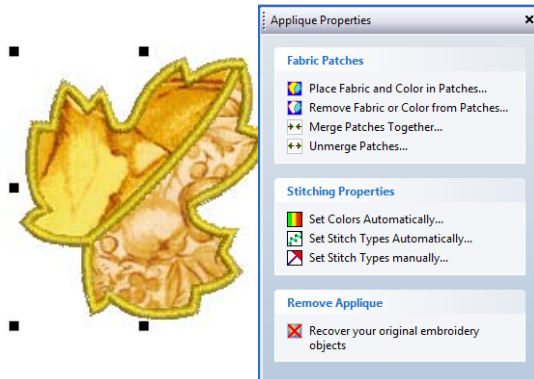 Applique Properties
Fabric Patches
Place Fabric and Color in Patches...
Remove Fabric or Color from Patches...
Merge Patches Together...
Unmerge Patches...
Stitching Properties
Set Colors Automatically...
Set Stitch Types Automatically...
Set Stitch Types manually...
Remove Applique
Recover your original embroidery
objects